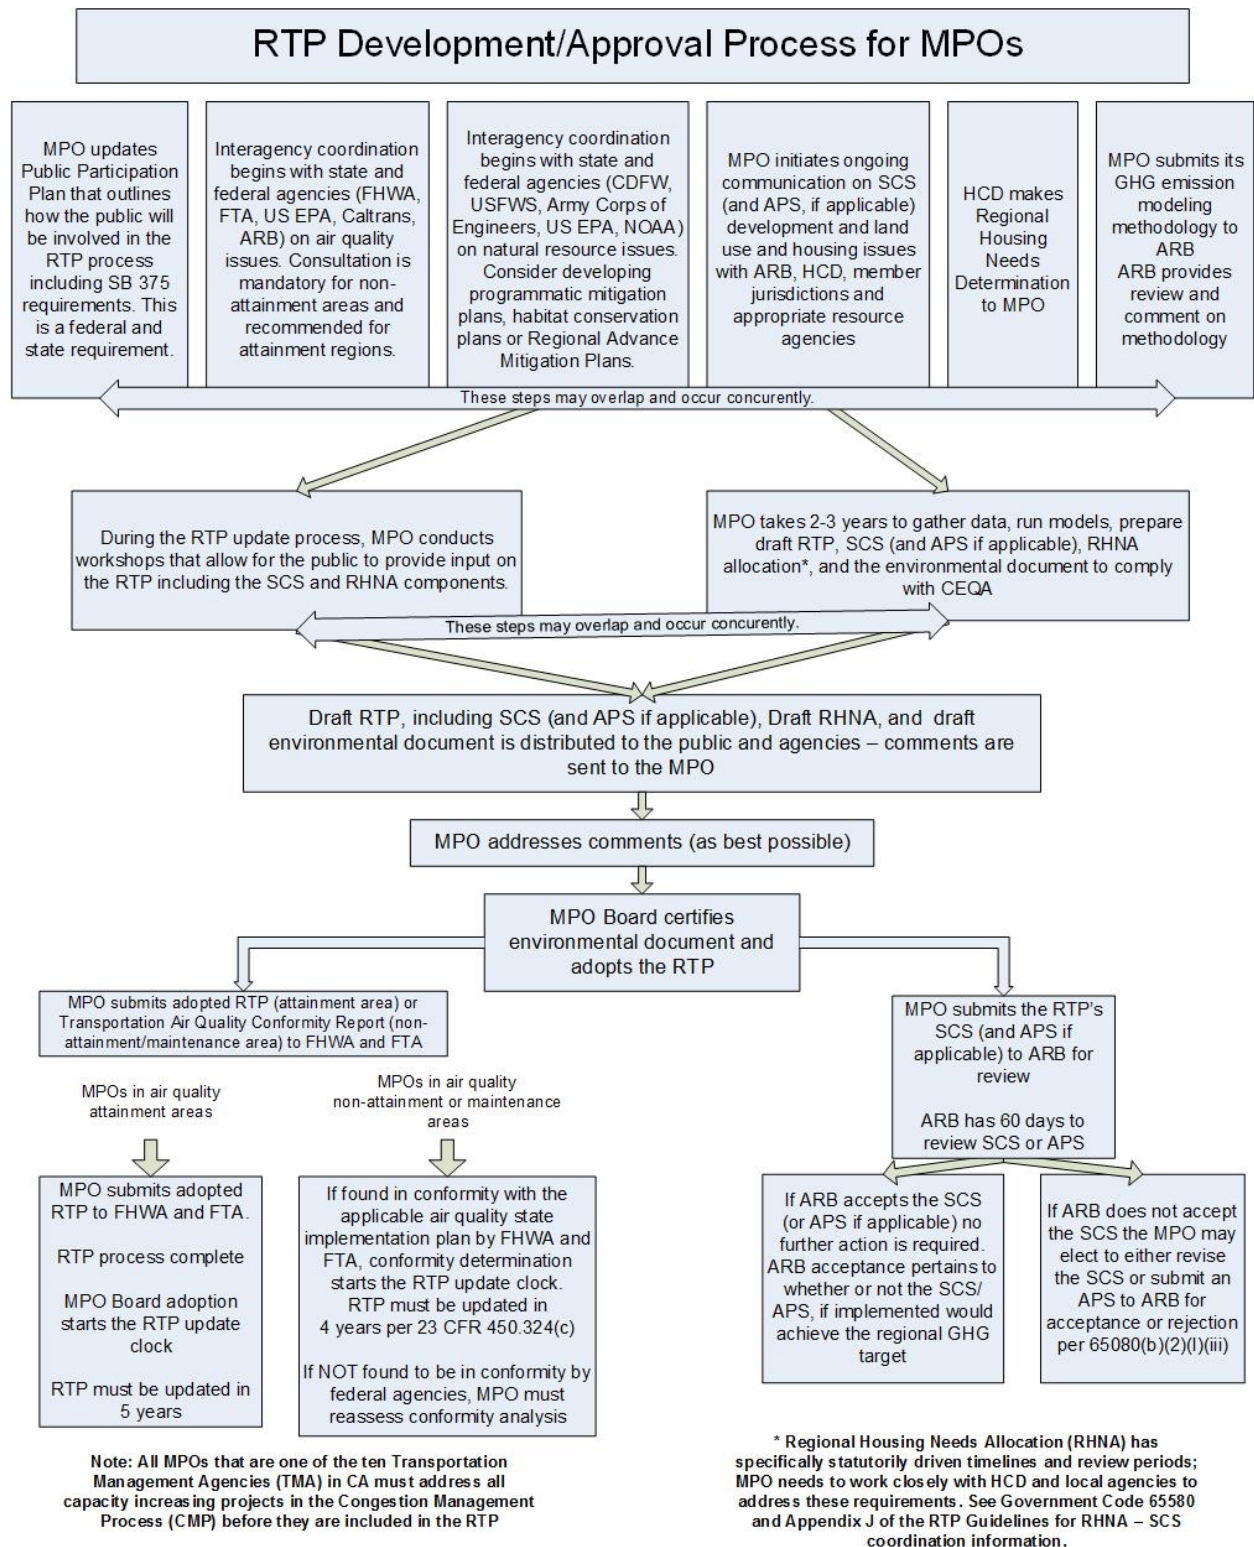 RTP Development/Approval Process for MPOs
MPO updates
Public Participation
Plan that outlines
how the public will
be involved in the
RTP process
including SB 375
requirements. This
is a federal and
state requirement.
Interagency coordination
begins with state and
federal agencies (FHWA,
FTA, US EPA, Caltrans,
ARB) on air quality
issues. Consultation is
mandatory for non-
attainment areas and
recommended for
attainment regions.
Interagency coordination
begins with state and
federal agencies (CDFW,
USFWS, Army Corps of
Engineers, US EPA, NOAA)
on natural resource issues.
Consider developing
programmatic mitigation
plans, habitat conservation
plans or Regional Advance
Mitigation Plans.
MPO initiates ongoing
communication on SCS
(and APS, if applicable)
development and land
use and housing issues
with ARB, HCD, member
jurisdictions and
appropriate resource
agencies
HCD makes
Regional
Housing
Needs
Determination
to MPO
MPO submits its
GHG emission
modeling
methodology to
ARB
ARB provides
review and
comment on
methodology
These steps may overlap and occur concurently.
During the RTP update process, MPO conducts
workshops that allow for the public to provide input on
the RTP including the SCS and RHNA components.
MPO takes 2-3 years to gather data, run models, prepare
draft RTP, SCS (and APS if applicable), RHNA
allocation*, and the environmental document to comply
with CEQA
These steps may overlap and occur concurently.
Draft RTP, including SCS (and APS if applicable), Draft RHNA, and draft
environmental document is distributed to the public and agencies – comments are
sent to the MPO
MPO addresses comments (as best possible)
MPO Board certifies
environmental document and
adopts the RTP
MPO submits adopted RTP (attainment area) or
Transportation Air Quality Conformity Report (non-
attainment/maintenance area) to FHWA and FTA
MPOs in air quality
attainment areas
MPOs in air quality
non-attainment or maintenance
areas
MPO submits adopted
RTP to FHWA and FTA.
RTP process complete
MPO Board adoption
starts the RTP update
clock
RTP must be updated in
5 years
If found in conformity with the
applicable air quality state
implementation plan by FHWA and
FTA, conformity determination
starts the RTP update clock.
RTP must be updated in
4 years per 23 CFR 450.324(c)
If NOT found to be in conformity by
federal agencies, MPO must
reassess conformity analysis
MPO submits the RTP's
SCS (and APS if
applicable) to ARB for
review
ARB has 60 days to
review SCS or APS
If ARB accepts the SCS
(or APS if applicable) no
further action is required.
ARB acceptance pertains to
whether or not the SCS/
APS, if implemented would
achieve the regional GHG
target
If ARB does not accept
the SCS the MPO may
elect to either revise
the SCS or submit an
APS to ARB for
acceptance or rejection
per 65080(b)(2)(I)(iii)
Note: All MPOs that are one of the ten Transportation
Management Agencies (TMA) in CA must address all
capacity increasing projects in the Congestion Management
Process (CMP) before they are included in the RTP
* Regional Housing Needs Allocation (RHNA) has
specifically statutorily driven timelines and review periods;
MPO needs to work closely with HCD and local agencies to
address these requirements. See Government Code 65580
and Appendix J of the RTP Guidelines for RHNA – SCS
coordination information.